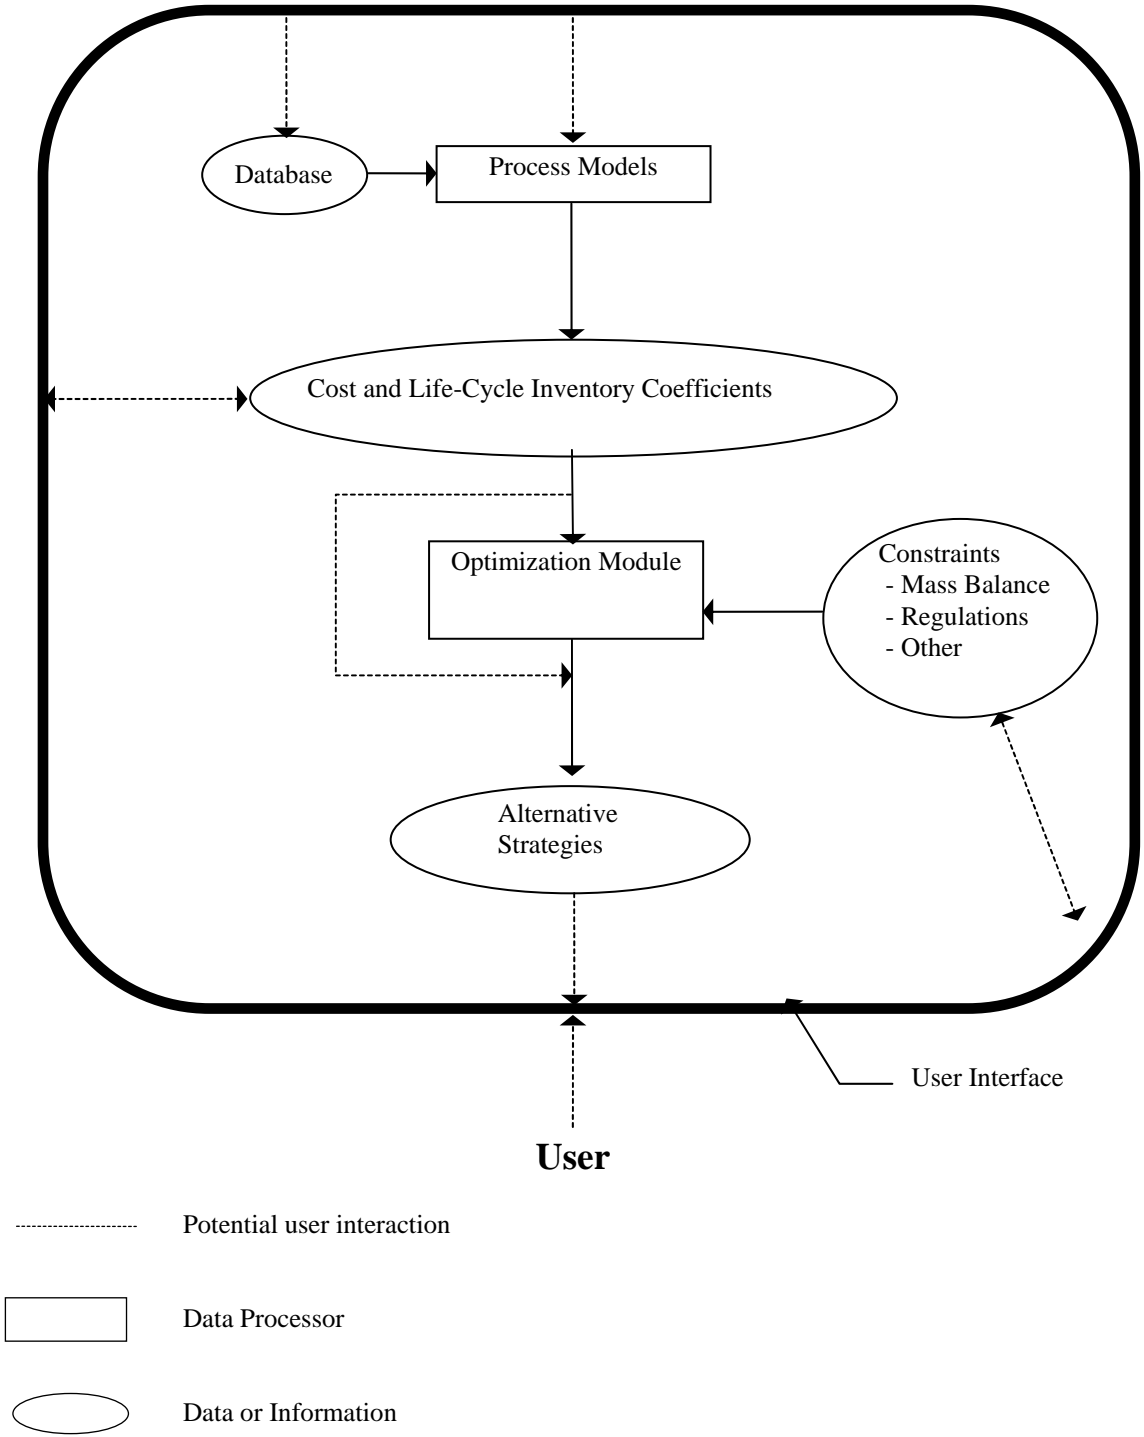 Database
Process Models
Cost and Life-Cycle Inventory Coefficients
Optimization Module
Constraints
- Mass Balance
- Regulations
- Other
Alternative
Strategies
User Interface
User
Potential user interaction
Data Processor
Data or Information